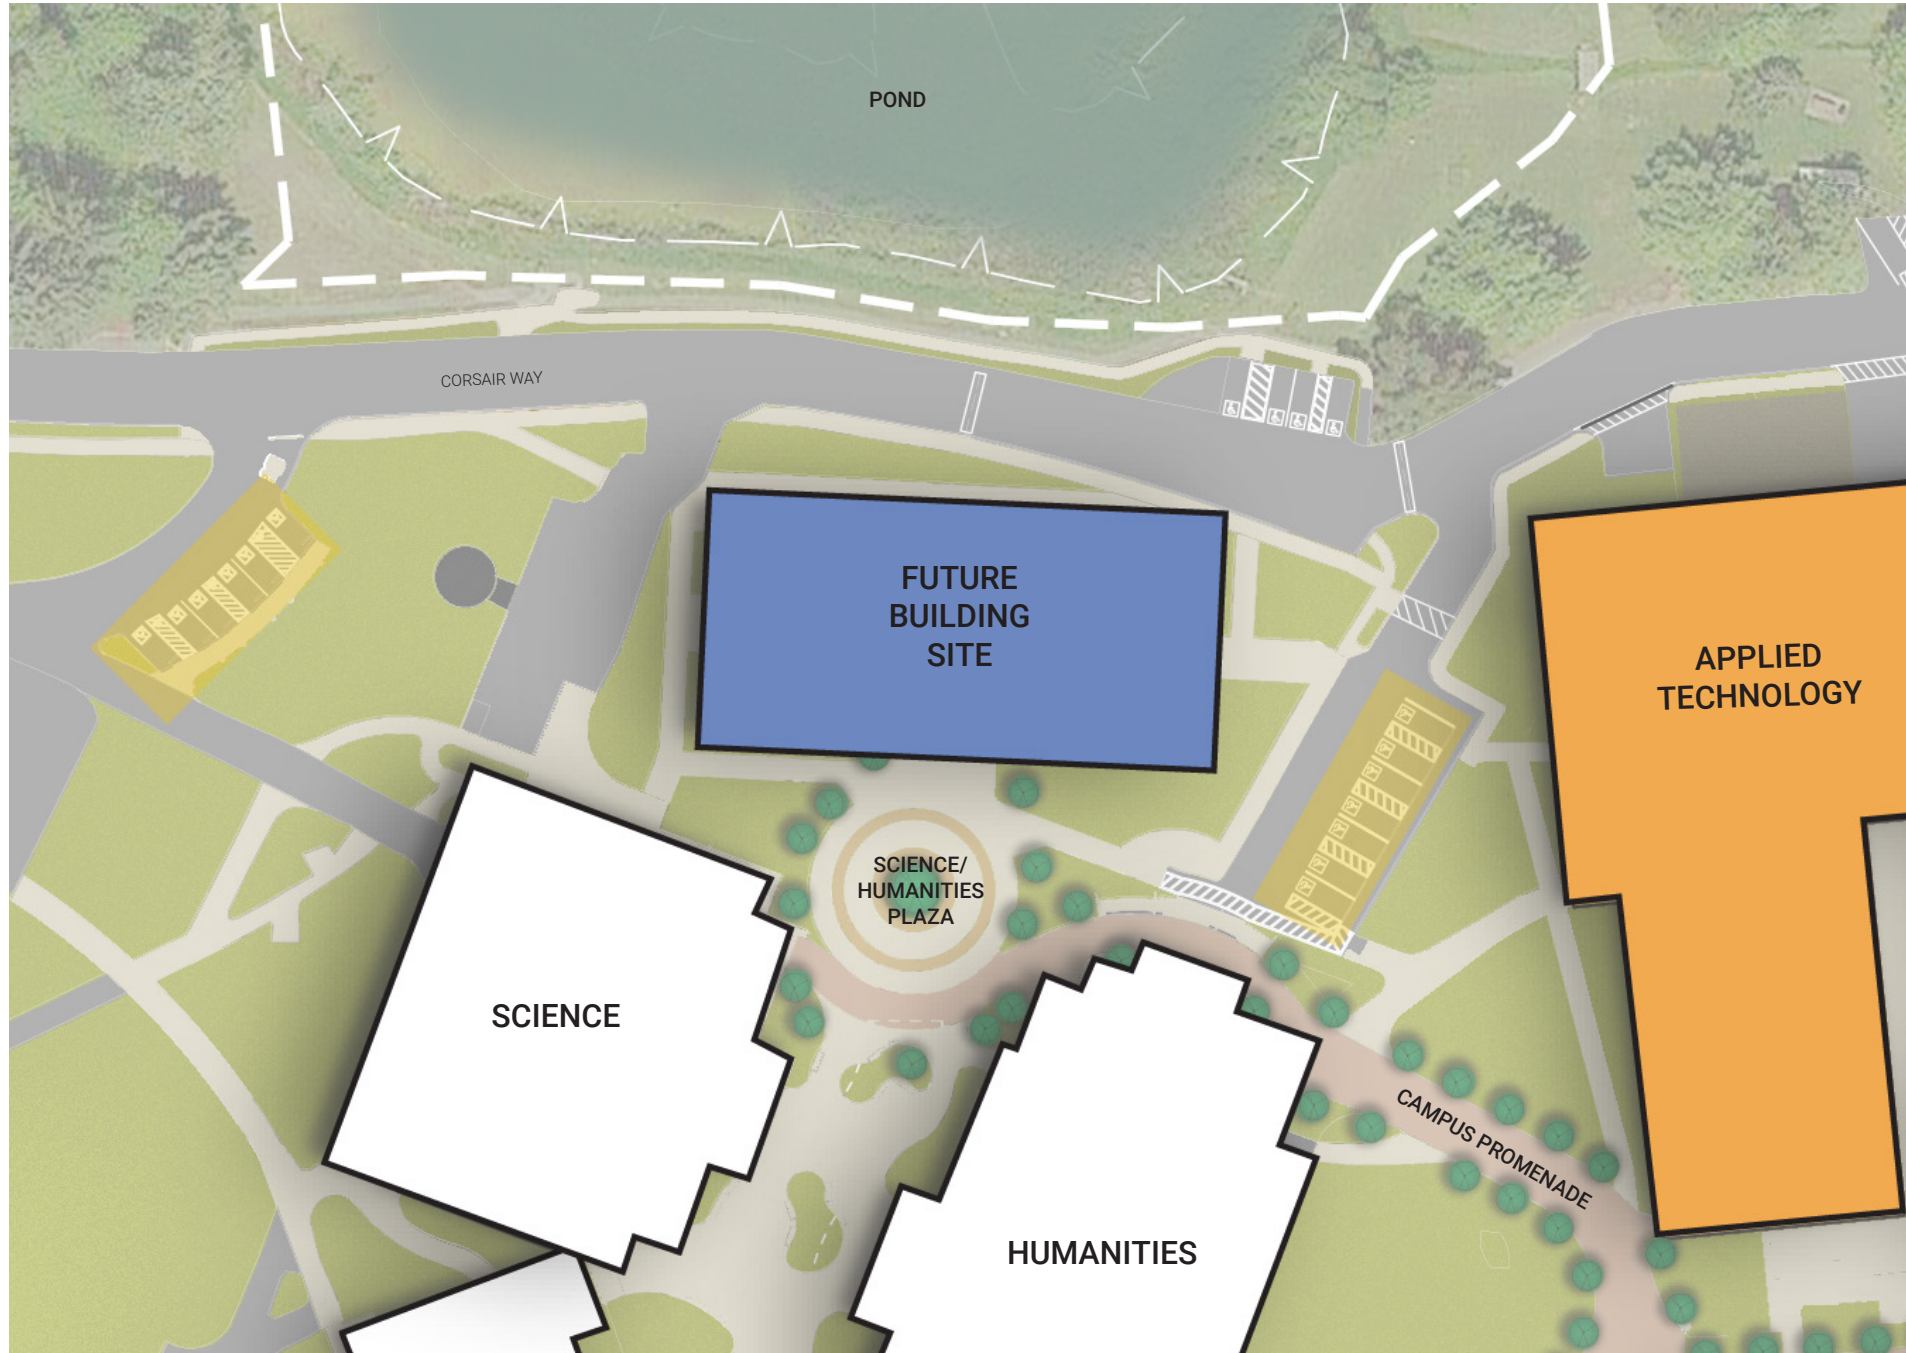 POND
CORSAIR WAY
FUTURE
BUILDING
SITE
APPLIED
TECHNOLOGY
SCIENCE/
HUMANITIES
PLAZA
SCIENCE
CAMPUS PROMENADE
HUMANITIES